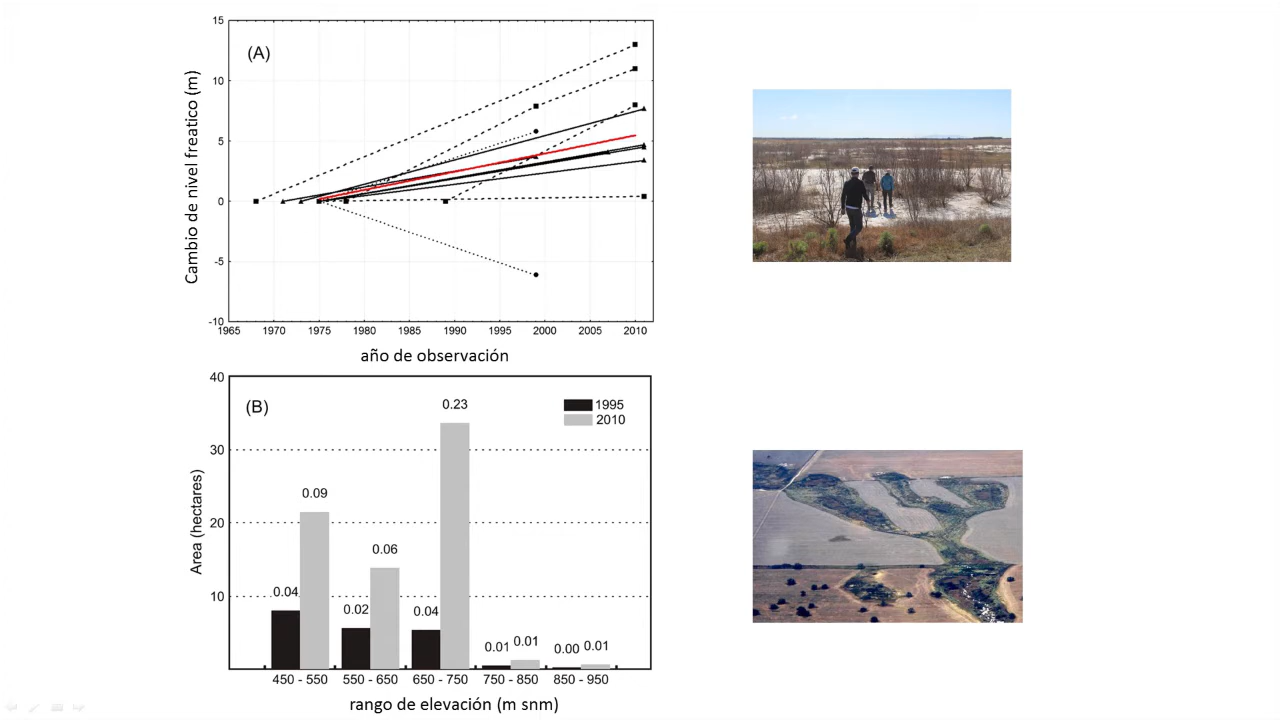 (A)
Cambio de nivel freatico (m)
15
10
5
0
-5
-10
1965 1970 1975 1980 1985 1990 1995 2000 2005 2010
año de observación
(B)
1995
2010
Area (hectares)
40
30
20
10
0.04 0.09 0.02 0.06 0.04 0.23 0.01 0.01 0.00 0.01
450 - 550 550 - 650 650 - 750 750 - 850 850 - 950
rango de elevación (m snm)